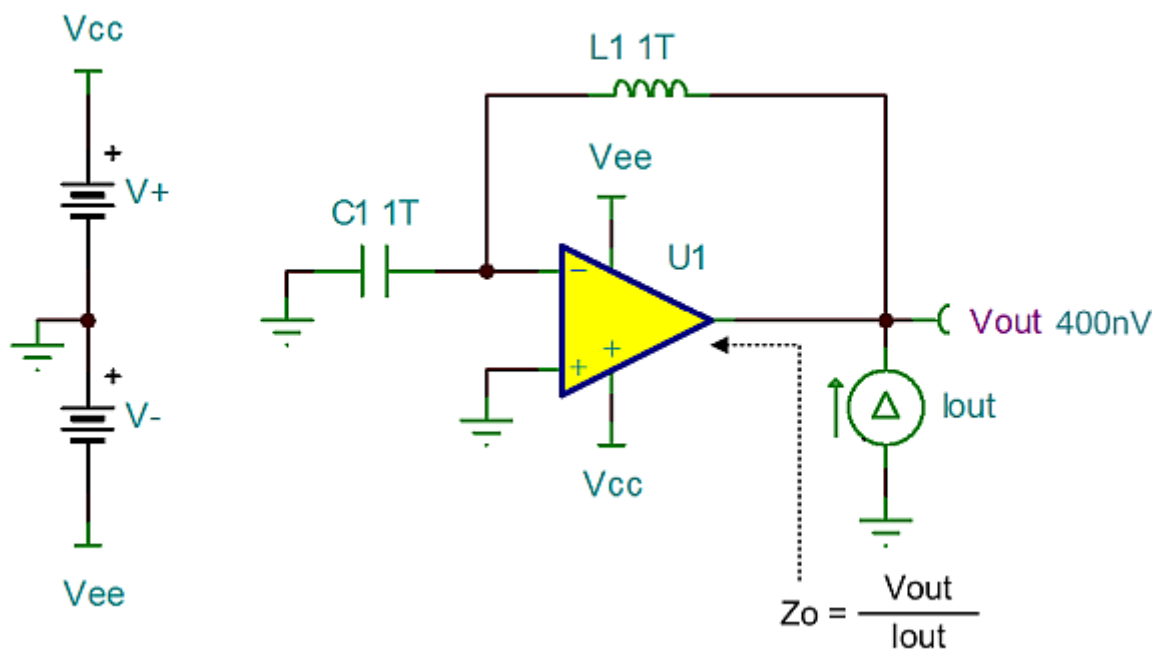 Vcc
+
V+
+
V-
Vee
L1 1T
Vee
C1 1T
U1
−
+
+
Vcc
Vout 400nV
Iout
Zo = Vout
Iout